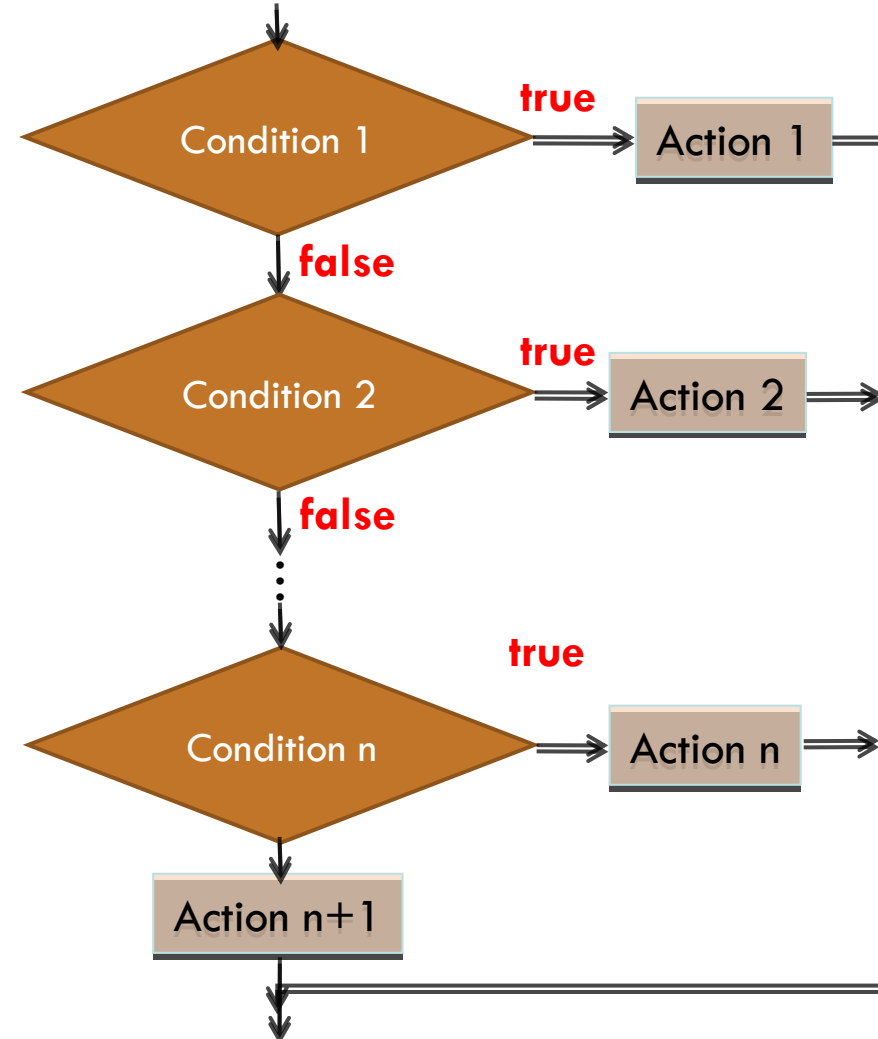 true
Condition 1
Action 1
false
true
Condition 2
Action 2
false
true
Condition n
Action n
Action n+1